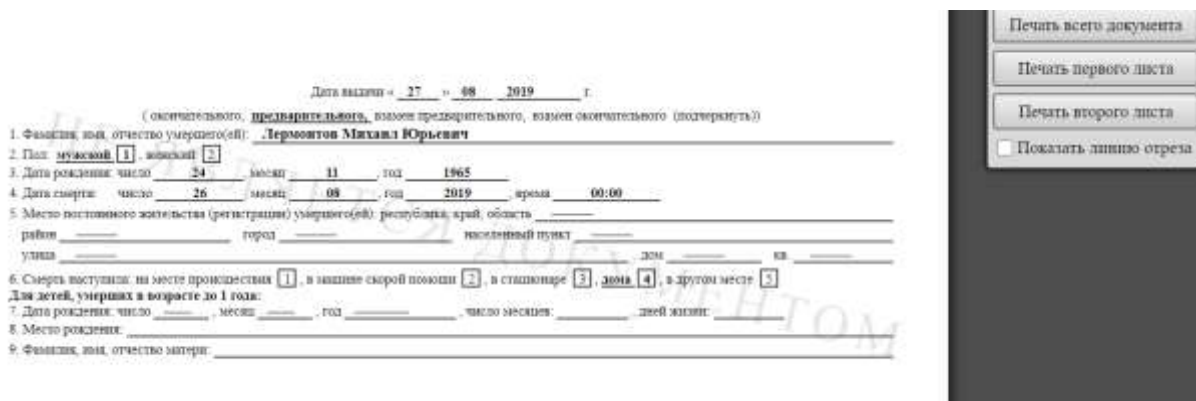 Дата выдачи « 27 » 08 2019 г.
( окончательного, предварительного, взамен предварительного, взамен окончательного (подчеркнуть))
1. Фамилия, имя, отчество умершего(ей): Лермонтов Михаил Юрьевич
2. Пол: мужской 1 , женский 2
3. Дата рождения: число 24 месяц 11 , год 1965
4. Дата смерти: число 26 месяц 08 , год 2019 , время 00:00
5. Место постоянного жительства (регистрации) умершего(ей): республика, край, область
район город населенный пункт
улица дом кв.
6. Смерть наступила: на месте происшествия 1 , в машине скорой помощи 2 , в стационаре 3 , дома 4 , в другом месте 5
Для детей, умерших в возрасте до 1 года:
7. Дата рождения: число , месяц , год , число месяцев: , дней жизни:
8. Место рождения:
9. Фамилия, имя, отчество матери:
НЕ ЯВЛЯЕТСЯ ДОКУМЕНТОМ
Печать всего документа
Печать первого листа
Печать второго листа
Показать линию отреза